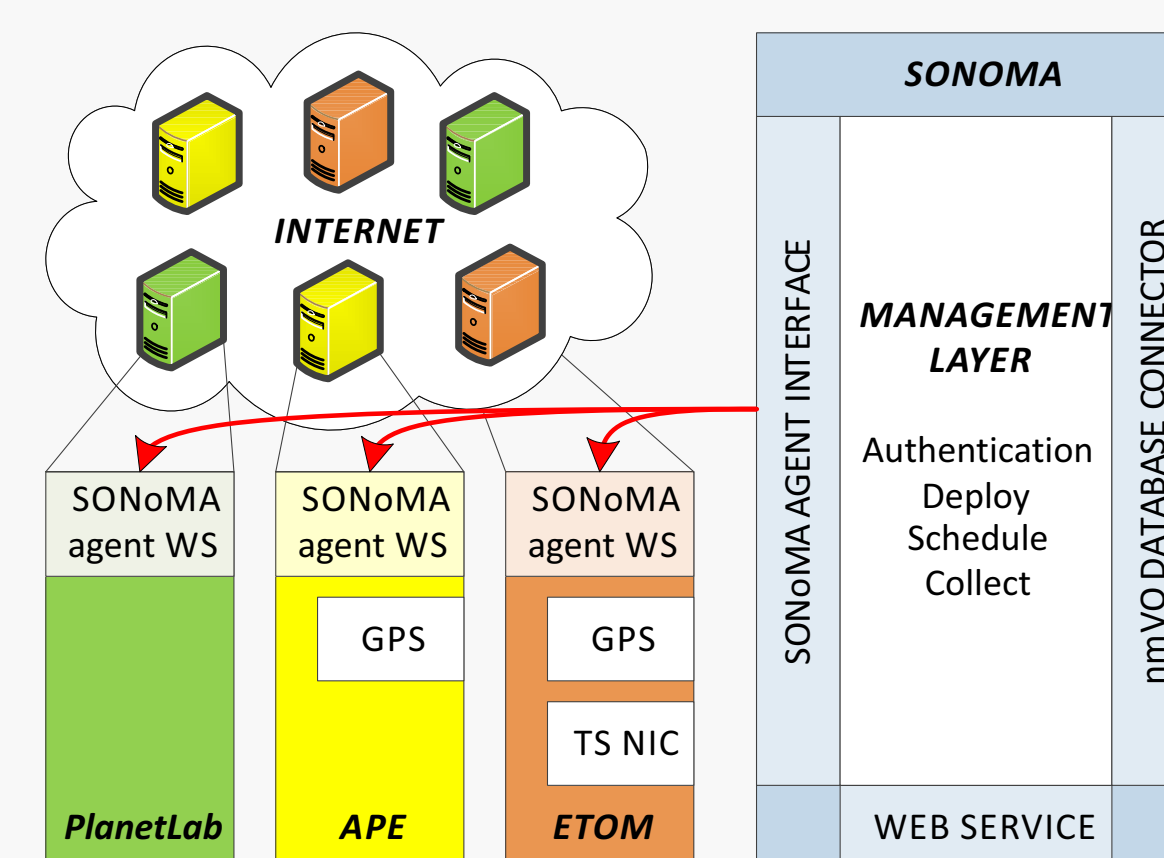 SONOMA
INTERNET
SONoMA AGENT INTERFACE
MANAGEMENT
LAYER
Authentication
Deploy
Schedule
Collect
nmVO DATABASE CONNECTOR
SONoMA
agent WS
SONoMA
agent WS
SONoMA
agent WS
GPS
GPS
TS NIC
PlanetLab
APE
ETOM
WEB SERVICE